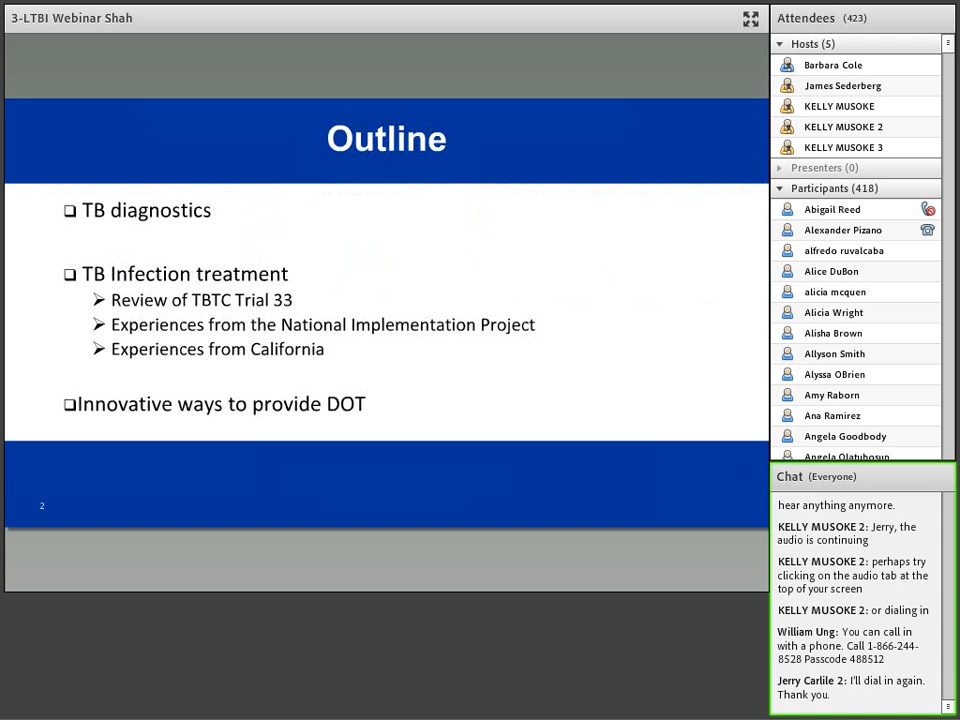 3-LTBI Webinar Shah
Outline
TB diagnostics
TB Infection treatment
Review of TBTC Trial 33
Experiences from the National Implementation Project
Experiences from California
Innovative ways to provide DOT
2
Attendees (423)
Hosts (5)
Barbara Cole
James Sederberg
KELLY MUSOKE
KELLY MUSOKE 2
KELLY MUSOKE 3
Presenters (0)
Participants (418)
Abigail Reed
Alexander Pizano
alfredo ruvalcaba
Alice DuBon
alicia mcquen
Alicia Wright
Alisha Brown
Allyson Smith
Alyssa OBrien
Amy Raborn
Ana Ramirez
Angela Goodbody
Angela Olatubosun
Chat (Everyone)
hear anything anymore.
KELLY MUSOKE 2: Jerry, the
audio is continuing
KELLY MUSOKE 2: perhaps try
clicking on the audio tab at the
top of your screen
KELLY MUSOKE 2: or dialing in
William Ung: You can call in
with a phone. Call 1-866-244-
8528 Passcode 488512
Jerry Carlile 2: I'll dial in again.
Thank you.